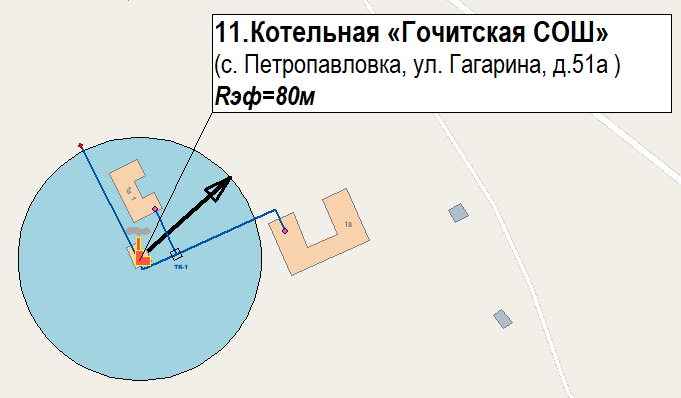 11.Котельная «Гочитская СОШ»
(с. Петропавловка, ул. Гагарина, д.51а )
Rэф=80м
1а
ТК-1